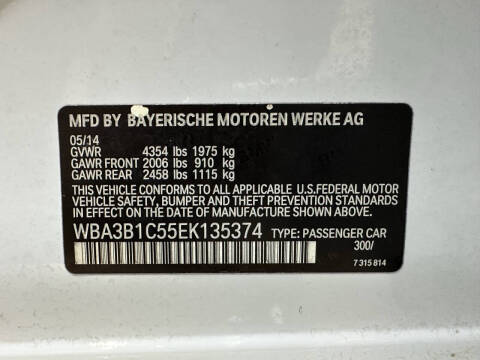 MFD BY BAYERISCHE MOTOREN WERKE AG
05/14
GVWR 4354 lbs 1975 kg
GAWR FRONT 2006 lbs 910 kg
GAWR REAR 2458 lbs 1115 kg
THIS VEHICLE CONFORMS TO ALL APPLICABLE U.S.FEDERAL MOTOR
VEHICLE SAFETY, BUMPER AND THEFT PREVENTION STANDARDS
IN EFFECT ON THE DATE OF MANUFACTURE SHOWN ABOVE.
WBA3B1C55EK135374 TYPE: PASSENGER CAR
300/
7 315 814